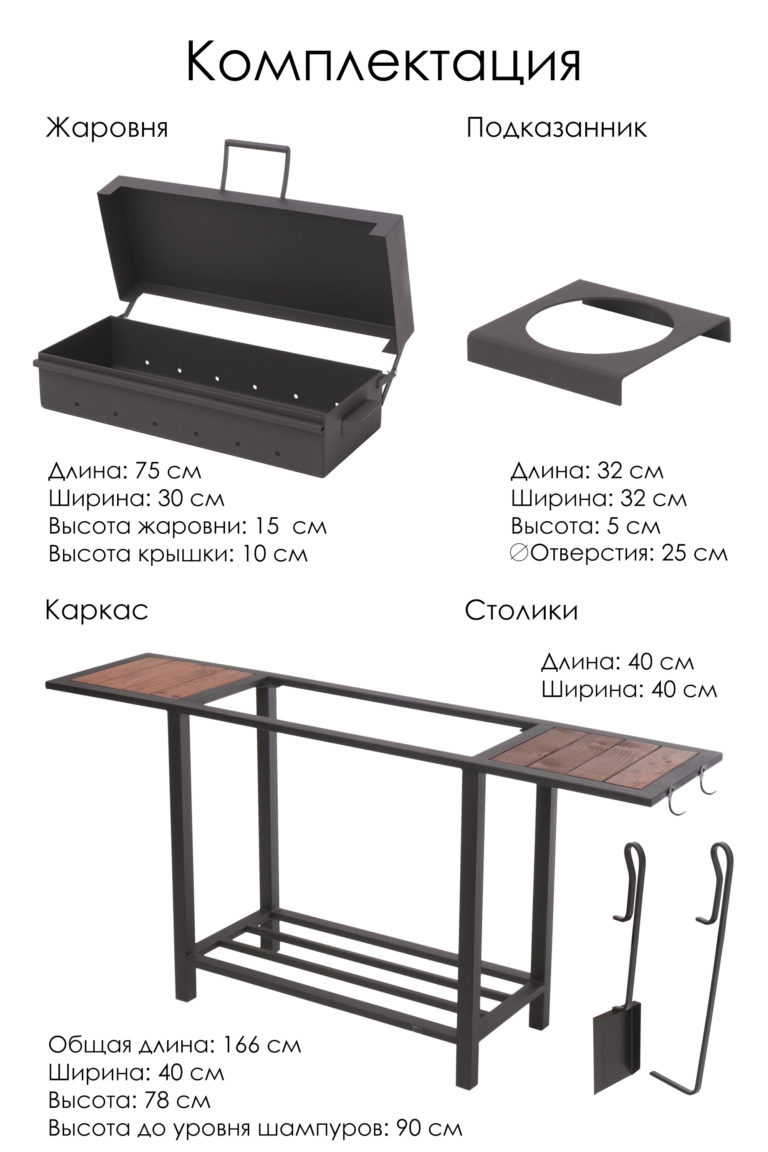 Комплектация
Жаровня
Подказанник
Длина: 75 см
Ширина: 30 см
Высота жаровни: 15 см
Высота крышки: 10 см
Длина: 32 см
Ширина: 32 см
Высота: 5 см
∅Отверстия: 25 см
Каркас
Столики
Длина: 40 см
Ширина: 40 см
Общая длина: 166 см
Ширина: 40 см
Высота: 78 см
Высота до уровня шампуров: 90 см